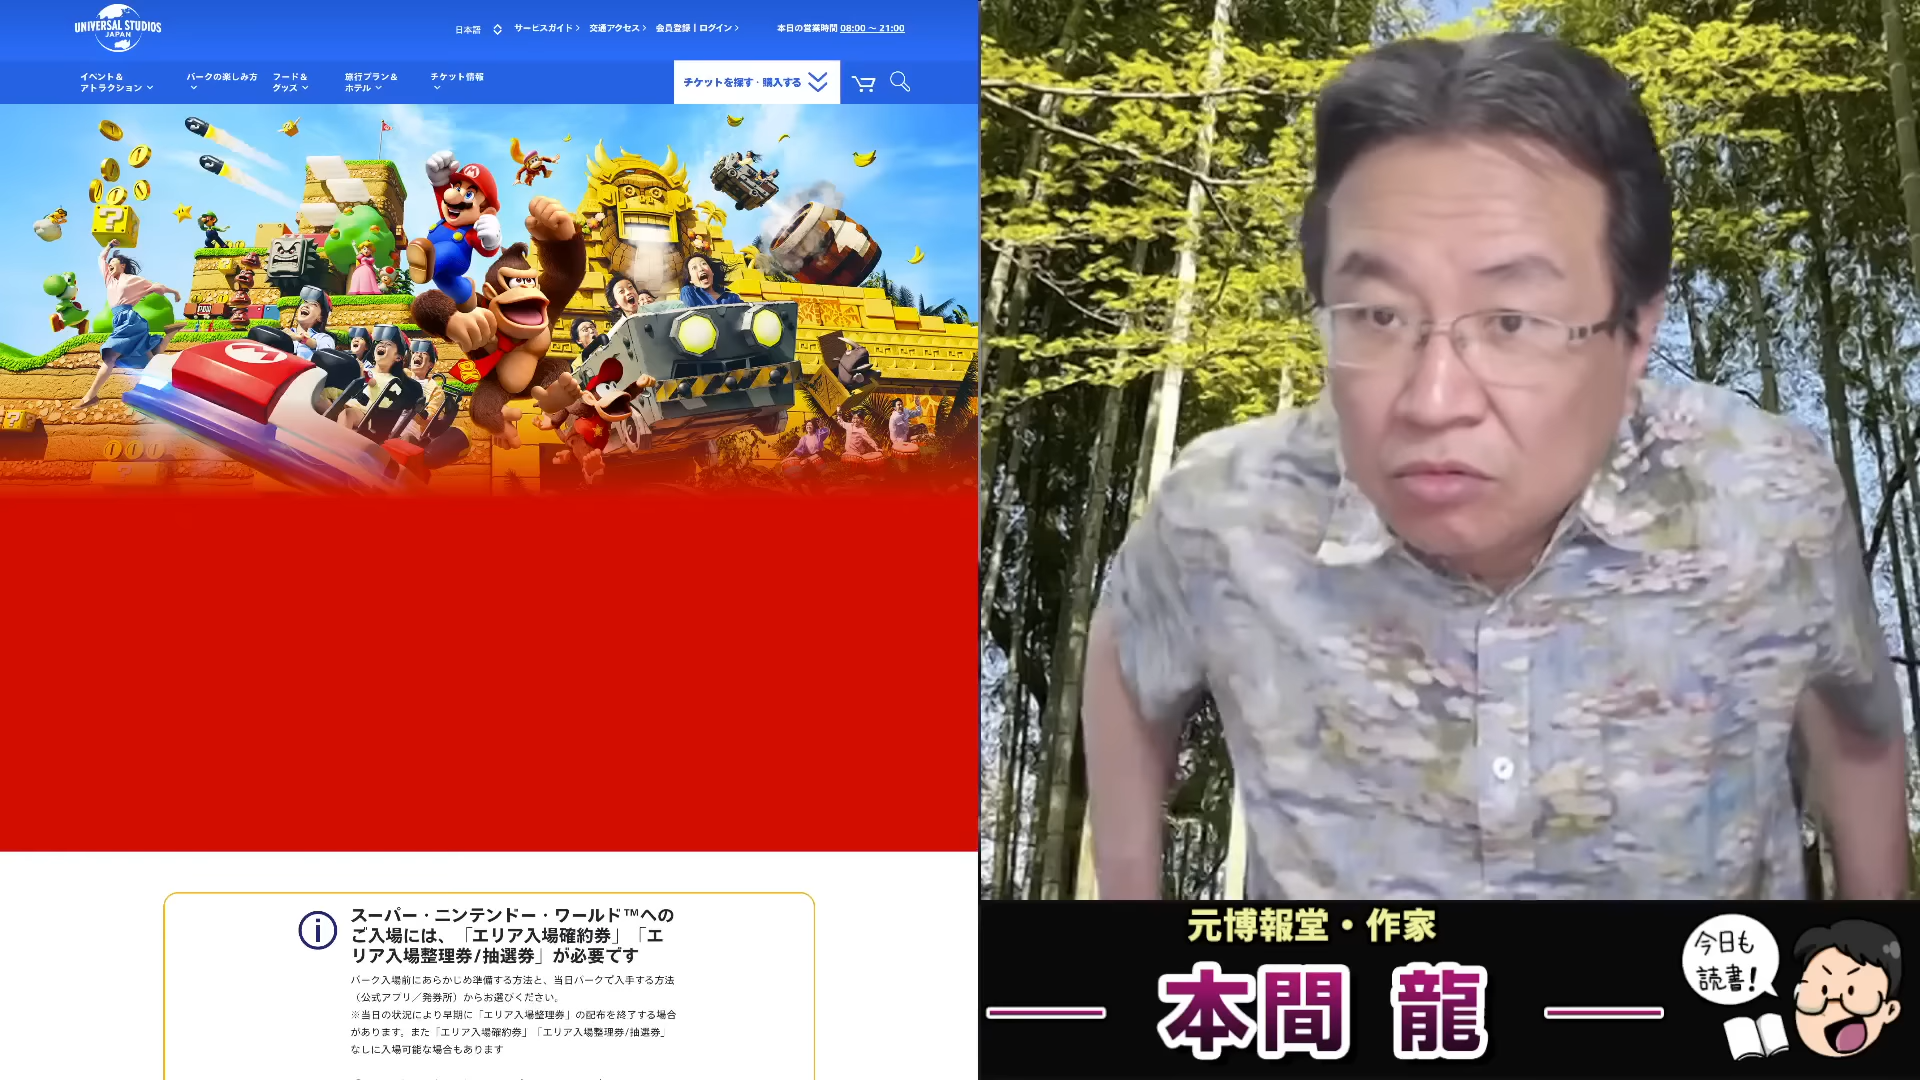 UNIVERSAL STUDIOS
JAPAN
日本語
サービスガイド
交通アクセス
会員登録 | ログイン
本日の営業時間 08:00 ～ 21:00
イベント＆
アトラクション
パークの楽しみ方
フード＆
グッズ
旅行プラン＆
ホテル
チケット情報
チケットを探す・購入する
スーパー・ニンテンドー・ワールド™への
ご入場には、「エリア入場確約券」「エ
リア入場整理券/抽選券」が必要です
パーク入場前にあらかじめ準備する方法と、当日パークで入手する方法
（公式アプリ／発券所）からお選びください。
※当日の状況により早期に「エリア入場整理券」の配布を終了する場合
があります。また「エリア入場確約券」「エリア入場整理券/抽選券」
なしに入場可能な場合もあります
元博報堂・作家
本間 龍
今日も
読書!